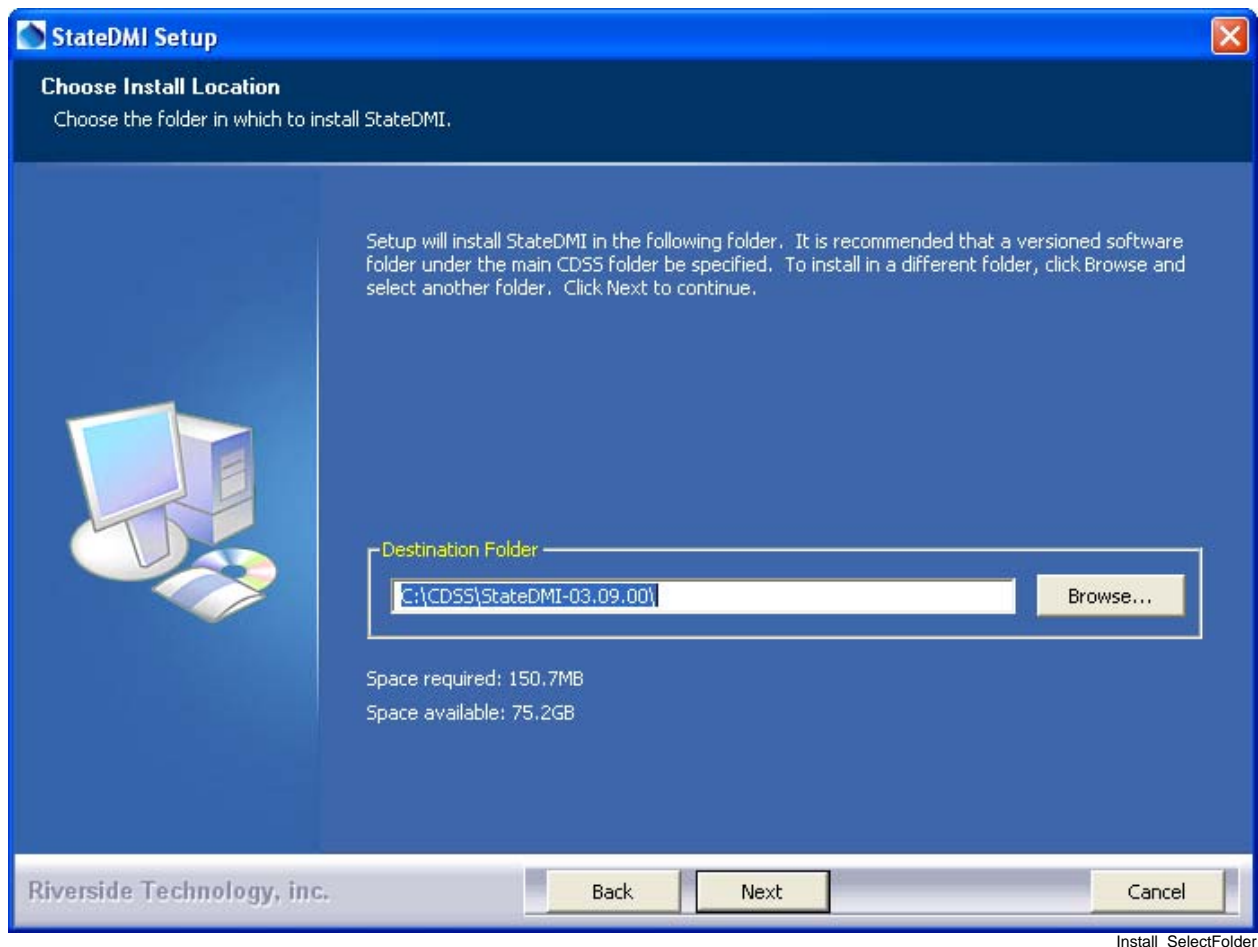 StateDMI Setup
Choose Install Location
Choose the folder in which to install StateDMI.
Setup will install StateDMI in the following folder. It is recommended that a versioned software
folder under the main CDSS folder be specified. To install in a different folder, click Browse and
select another folder. Click Next to continue.
Destination Folder
C:\CDSS\StateDMI-03.09.00\
Browse...
Space required: 150.7MB
Space available: 75.2GB
Riverside Technology, inc.
Back
Next
Cancel
Install_SelectFolder